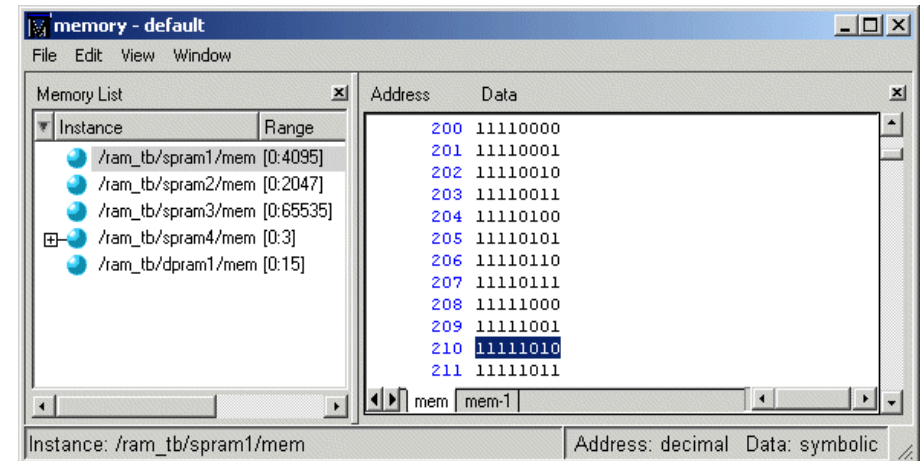 memory - default
File Edit View Window
Memory List
Instance Range
/ram_tb/spram1/mem [0:4095]
/ram_tb/spram2/mem [0:2047]
/ram_tb/spram3/mem [0:65535]
/ram_tb/spram4/mem [0:3]
/ram_tb/dpram1/mem [0:15]
Address Data
200 11110000
201 11110001
202 11110010
203 11110011
204 11110100
205 11110101
206 11110110
207 11110111
208 11111000
209 11111001
210 11111010
211 11111011
mem mem-1
Instance: /ram_tb/spram1/mem
Address: decimal Data: symbolic